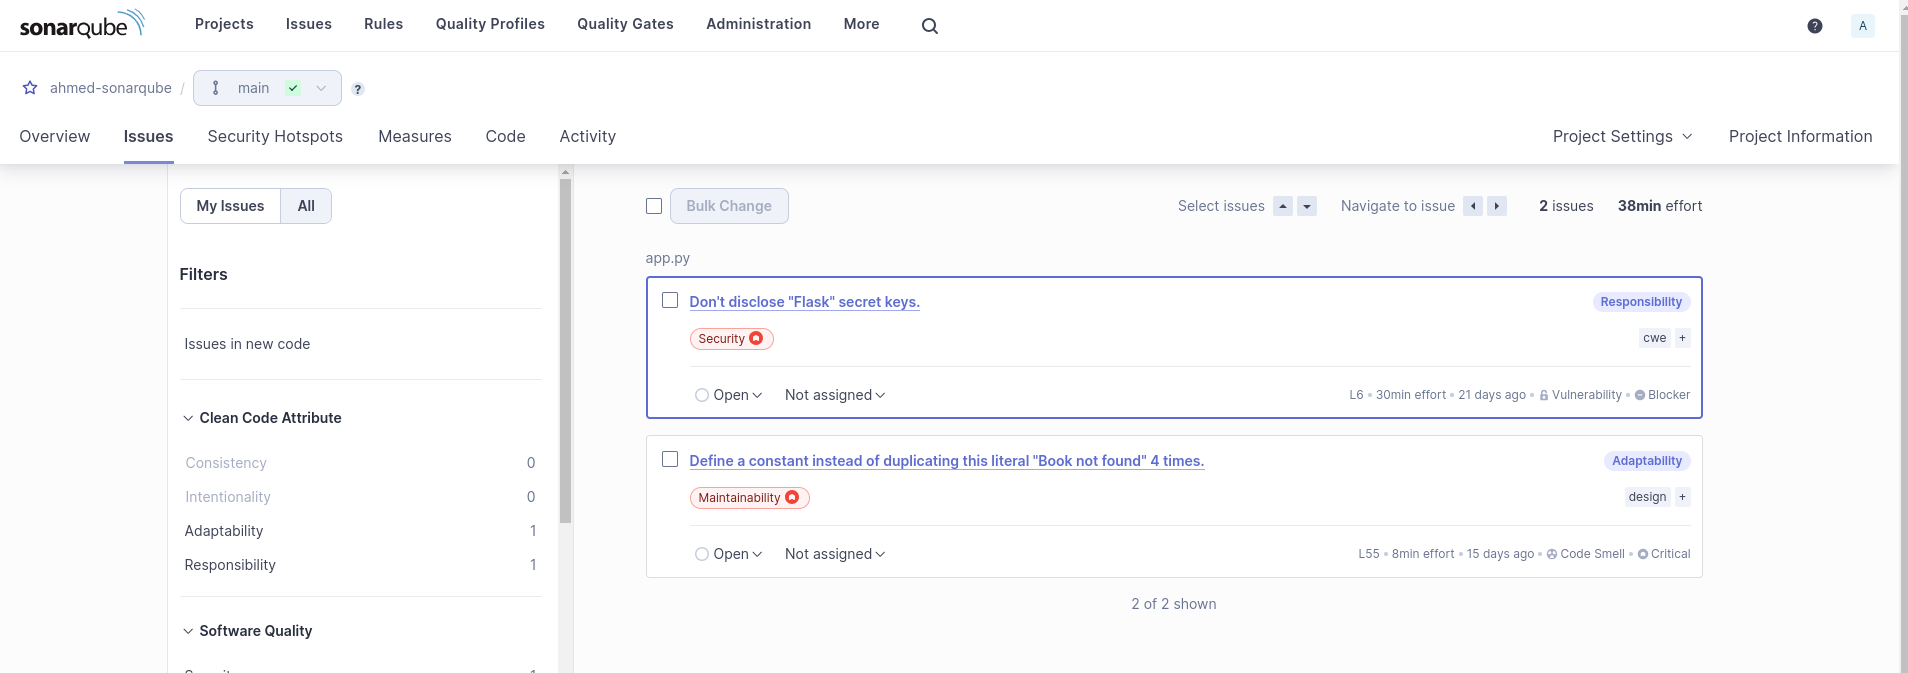 sonarqube Projects Issues Rules Quality Profiles Quality Gates Administration More ? A
ahmed-sonarqube / main ?
Overview Issues Security Hotspots Measures Code Activity Project Settings Project Information
My Issues All
Bulk Change Select issues Navigate to issue 2 issues 38min effort
Filters
Issues in new code
Clean Code Attribute
Consistency 0
Intentionality 0
Adaptability 1
Responsibility 1
Software Quality
app.py
Don't disclose "Flask" secret keys. Responsibility
Security cwe +
Open Not assigned L6 • 30min effort • 21 days ago • Vulnerability • Blocker
Define a constant instead of duplicating this literal "Book not found" 4 times. Adaptability
Maintainability design +
Open Not assigned L55 • 8min effort • 15 days ago • Code Smell • Critical
2 of 2 shown